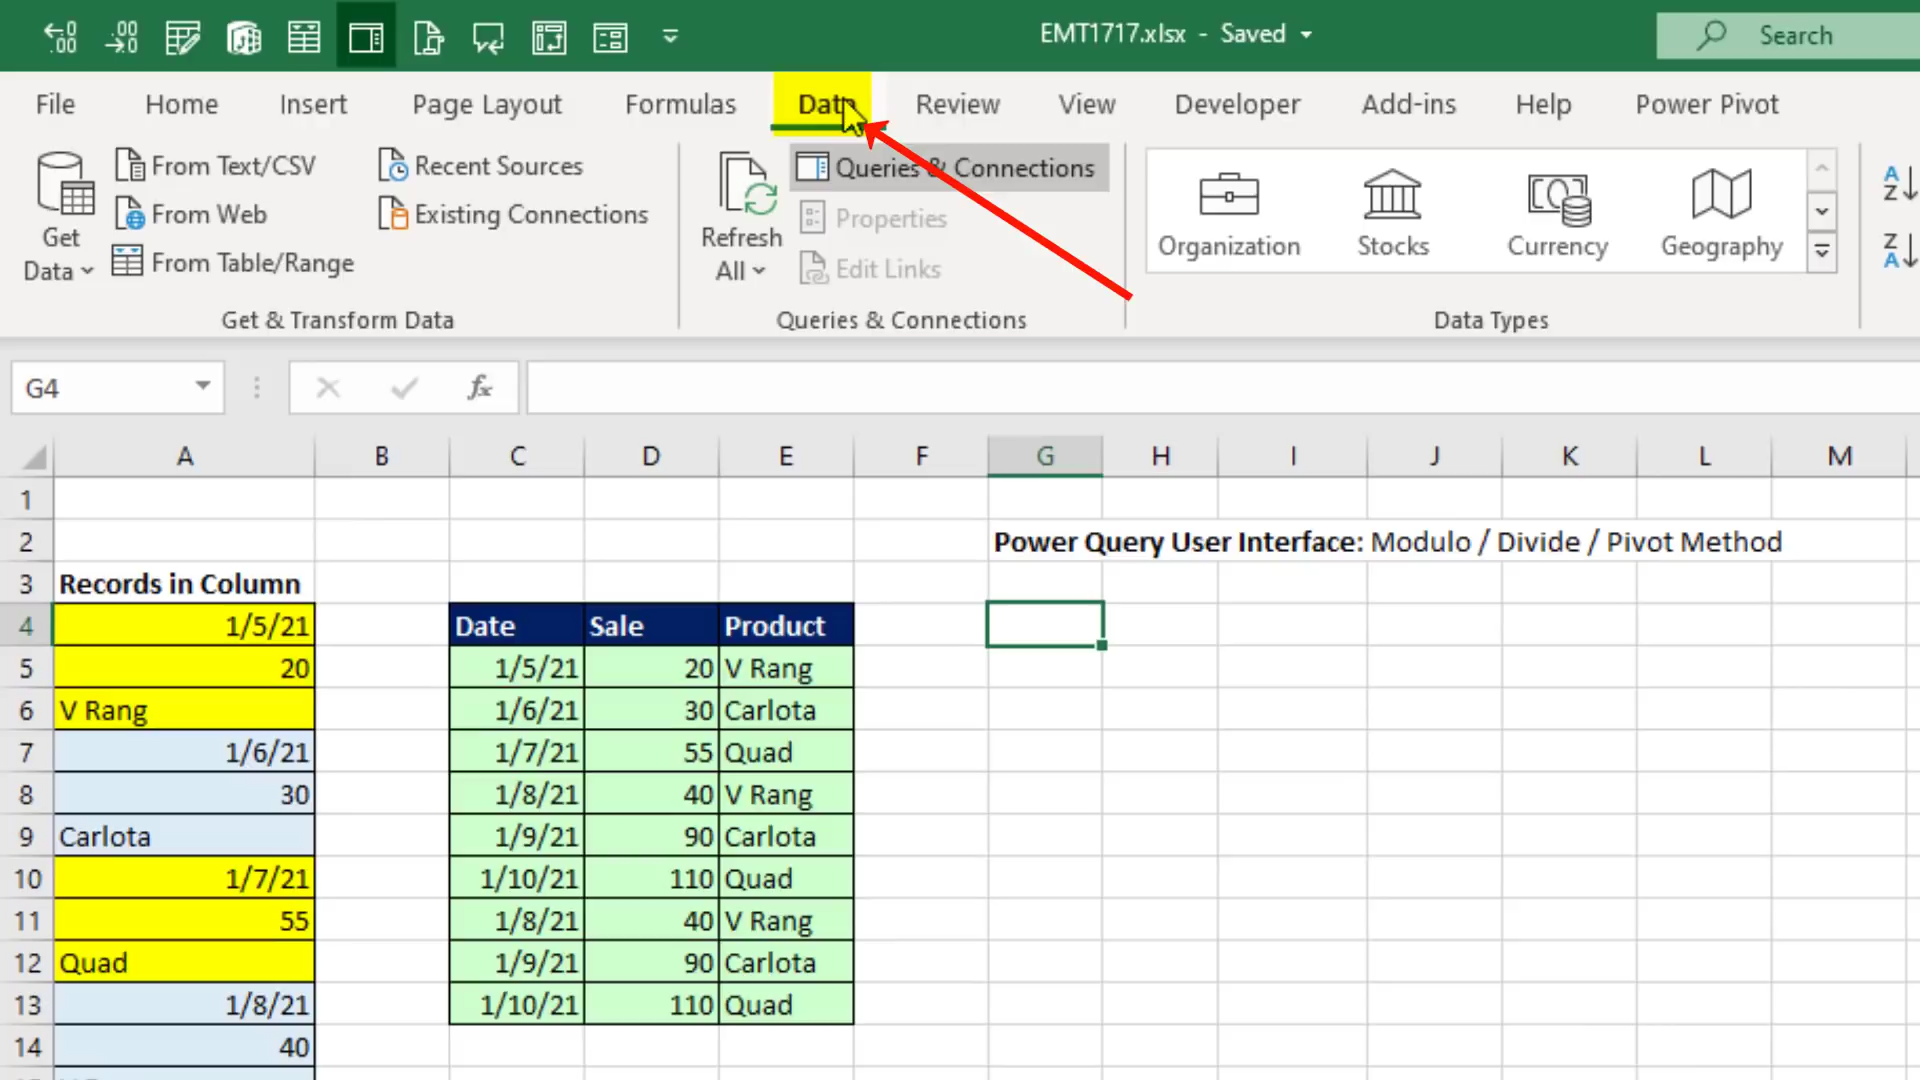 EMT1717.xlsx - Saved
Search
File Home Insert Page Layout Formulas Data Review View Developer Add-ins Help Power Pivot
Get Data
From Text/CSV
From Web
From Table/Range
Recent Sources
Existing Connections
Get & Transform Data
Refresh All
Queries & Connections
Properties
Edit Links
Queries & Connections
Organization Stocks Currency Geography
Data Types
G4
fx
A B C D E F G H I J K L M
1
2 Power Query User Interface: Modulo / Divide / Pivot Method
3 Records in Column
4 1/5/21 Date Sale Product
5 20 1/5/21 20 V Rang
6 V Rang 1/6/21 30 Carlota
7 1/6/21 1/7/21 55 Quad
8 30 1/8/21 40 V Rang
9 Carlota 1/9/21 90 Carlota
10 1/7/21 1/10/21 110 Quad
11 55 1/8/21 40 V Rang
12 Quad 1/9/21 90 Carlota
13 1/8/21 1/10/21 110 Quad
14 40